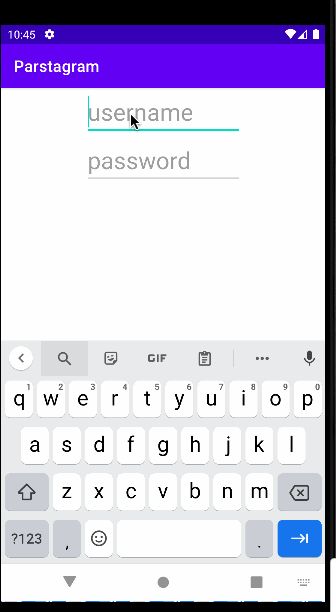 10:45
Parstagram
username
password
GIF
1 2 3 4 5 6 7 8 9 0
q w e r t y u i o p
a s d f g h j k l
z x c v b n m
?123 , .